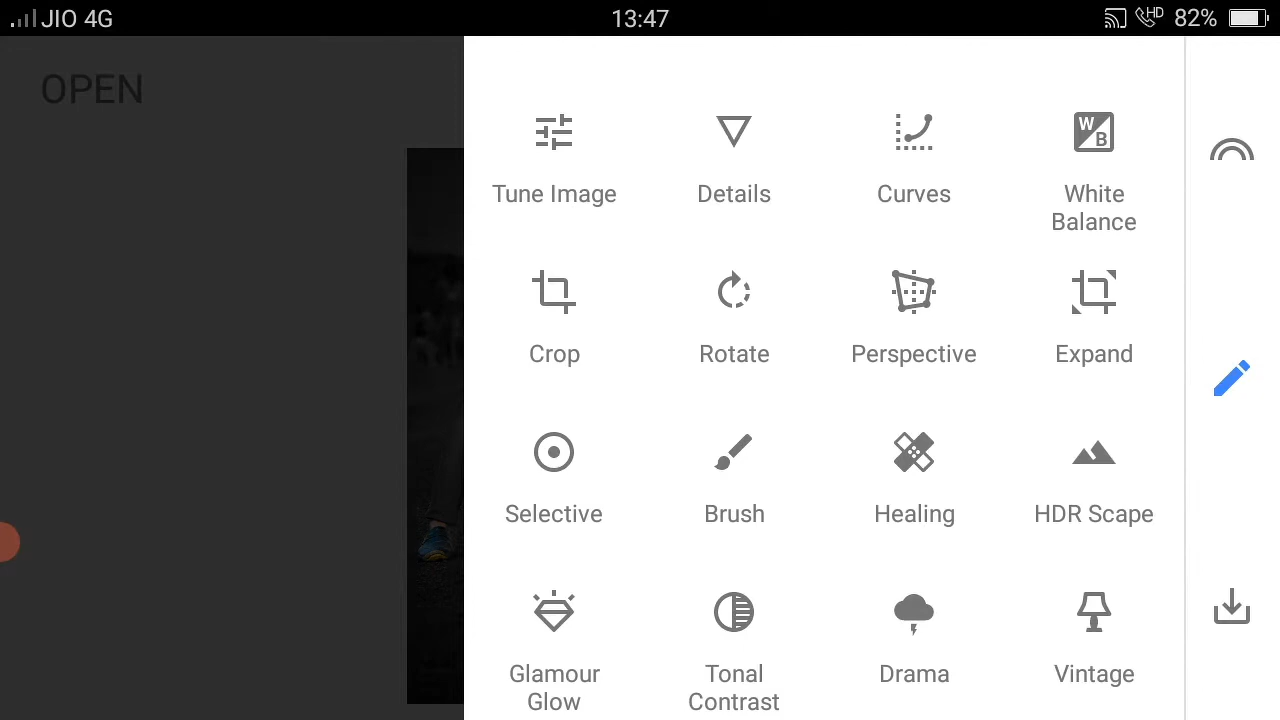 JIO 4G 13:47 HD 82%
OPEN
Tune Image Details Curves White Balance
Crop Rotate Perspective Expand
Selective Brush Healing HDR Scape
Glamour Glow Tonal Contrast Drama Vintage
W B